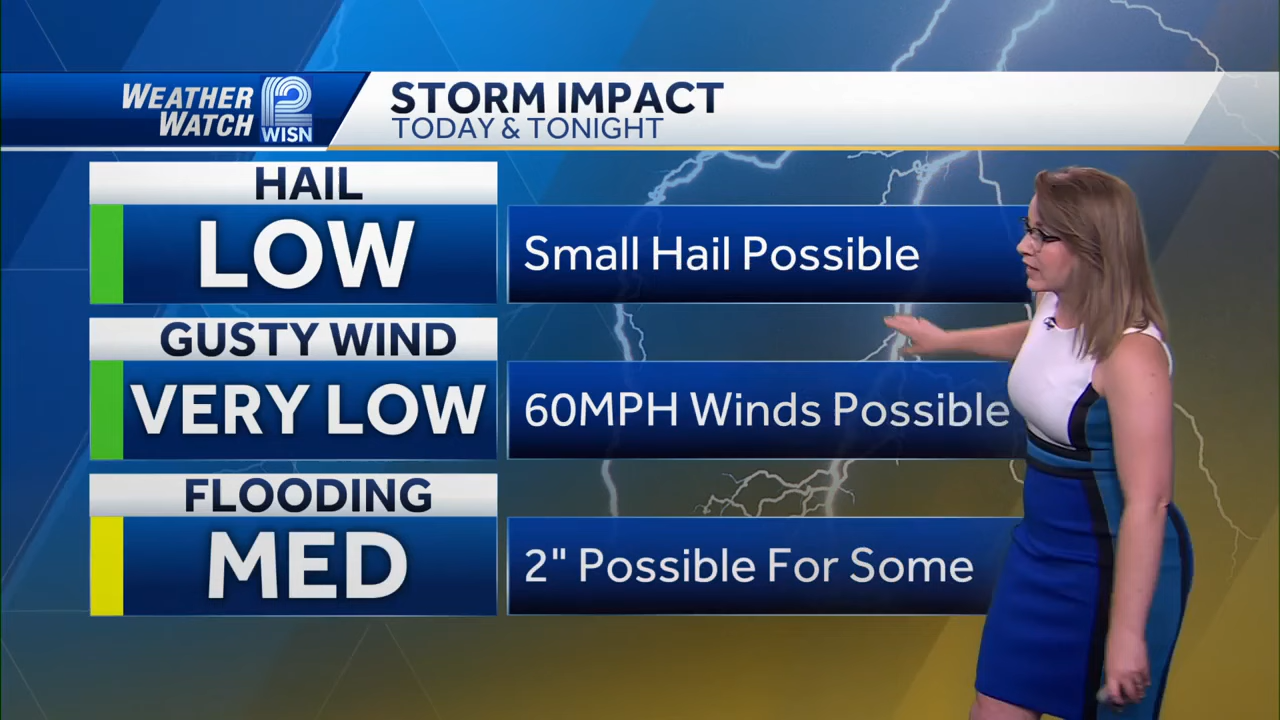 WEATHER
WATCH
12
WISN
STORM IMPACT
TODAY & TONIGHT
HAIL
LOW
Small Hail Possible
GUSTY WIND
VERY LOW
60MPH Winds Possible
FLOODING
MED
2" Possible For Some